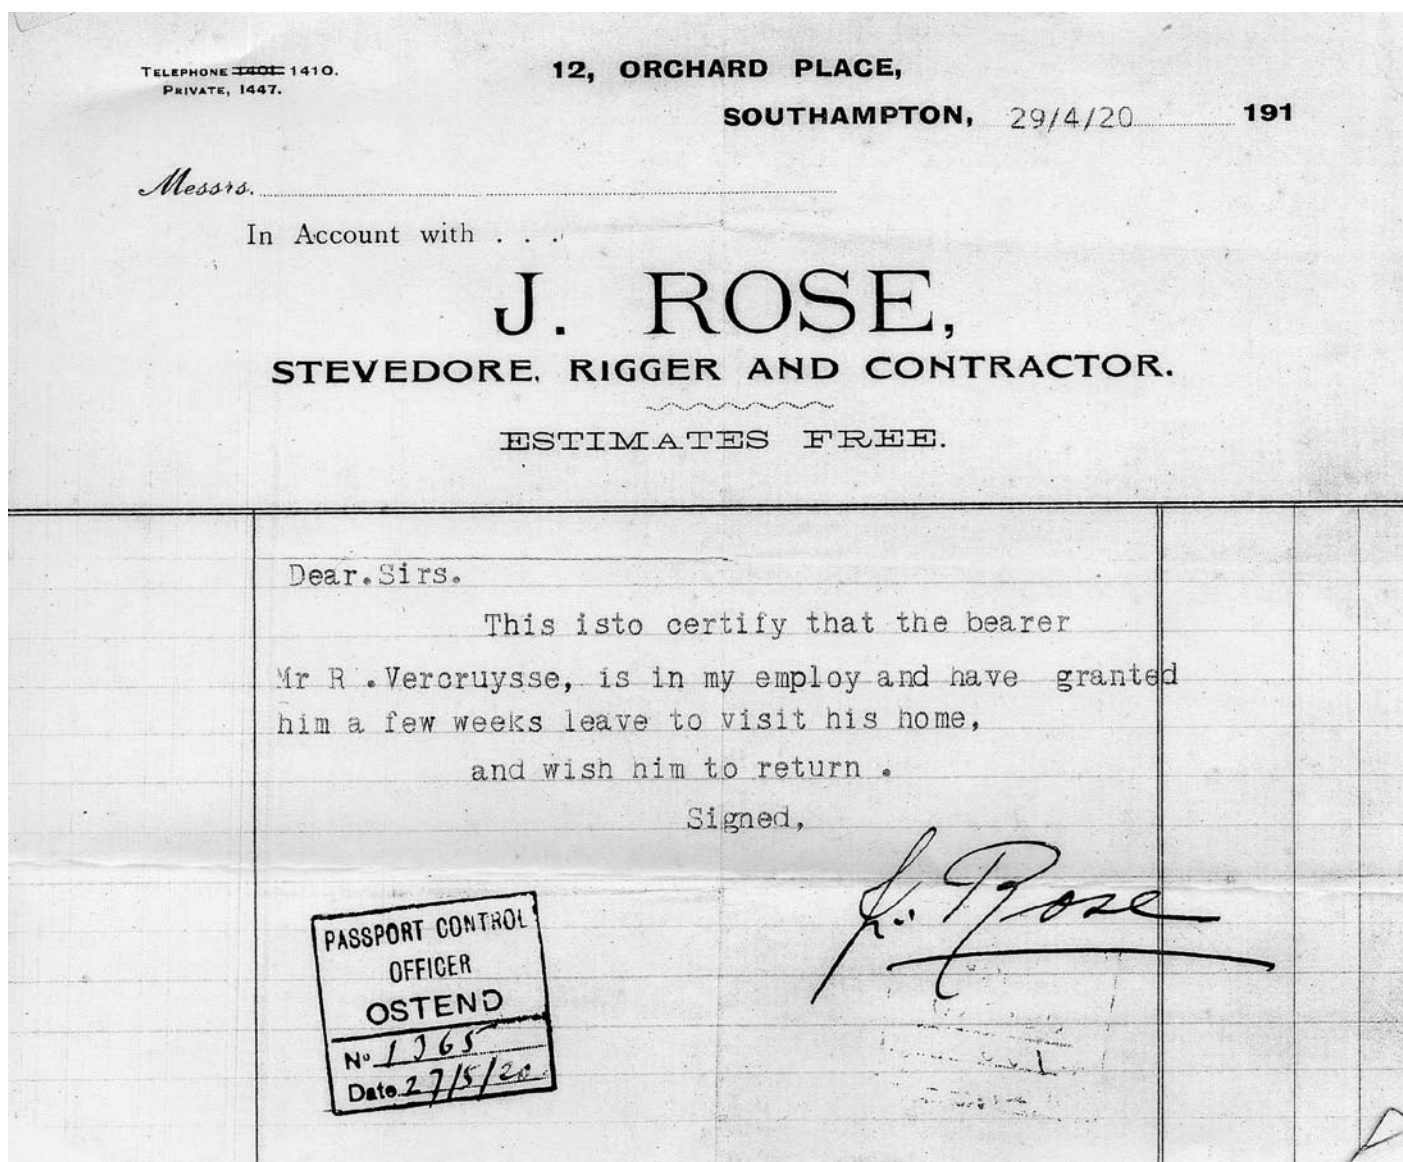 TELEPHONE 1401 1410.
PRIVATE, 1447.
12, ORCHARD PLACE,
SOUTHAMPTON, 29/4/20 191
Messrs.
In Account with . . .
J. ROSE,
STEVEDORE, RIGGER AND CONTRACTOR.
ESTIMATES FREE.
Dear.Sirs.
This isto certify that the bearer
Mr R .Vercruysse, is in my employ and have granted
him a few weeks leave to visit his home,
and wish him to return .
Signed,
J. Rose
PASSPORT CONTROL
OFFICER
OSTEND
No 1365
Date 27/5/20